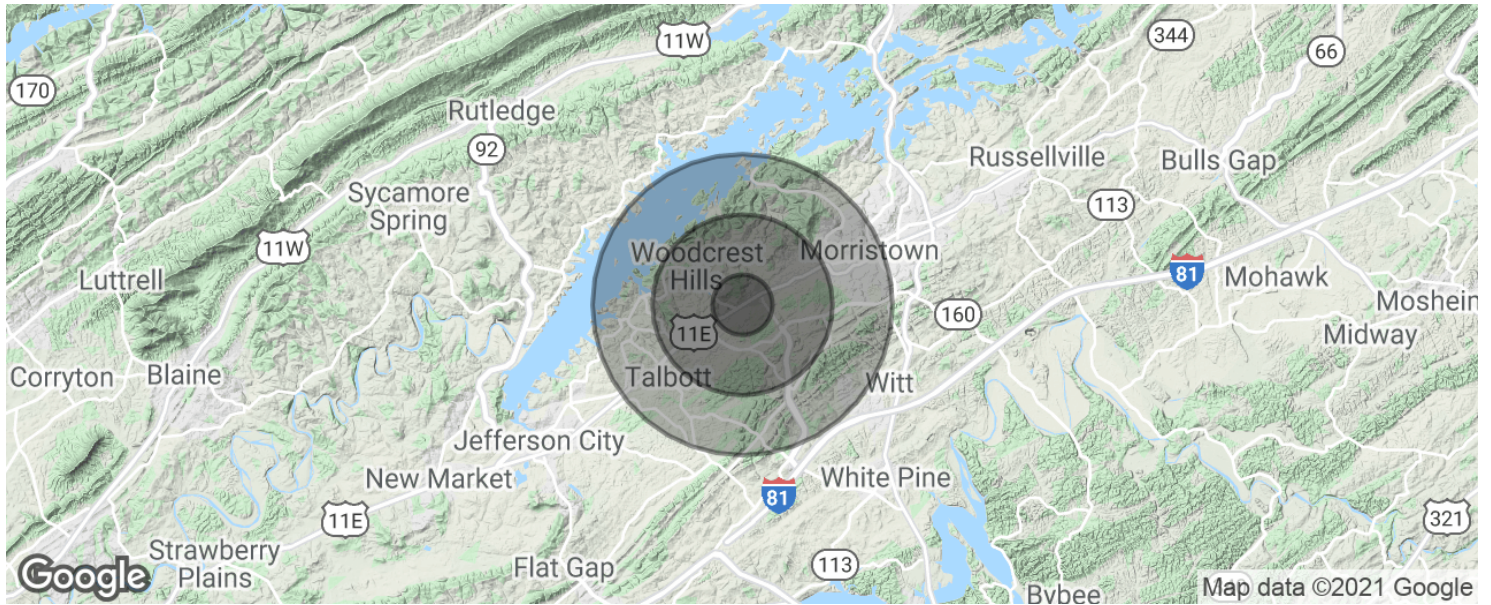 344
11W
66
170
Rutledge
92
Russellville
Bulls Gap
Sycamore
Spring
113
11W
Woodcrest
Hills
Morristown
Luttrell
81
Mohawk
Moshein
160
Midway
11E
Corryton
Blaine
Talbott
Witt
Jefferson City
New Market
White Pine
81
11E
321
Strawberry
Plains
Flat Gap
113
Bybee
Google
Map data ©2021 Google